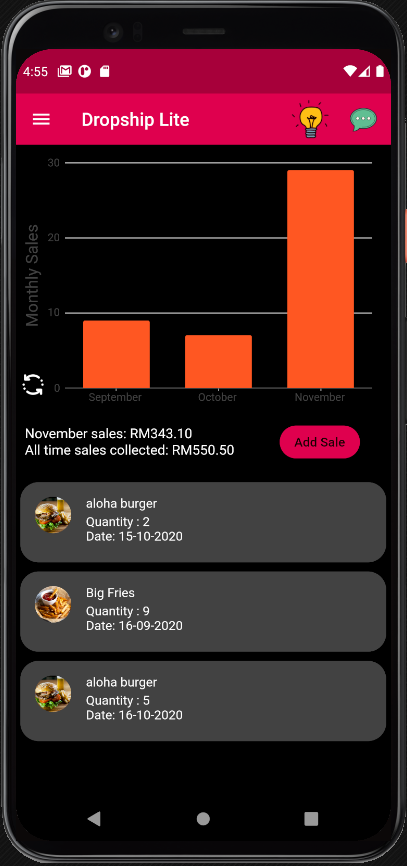 4:55
Dropship Lite
30
20
10
0
Monthly Sales
September October November
November sales: RM343.10
All time sales collected: RM550.50
Add Sale
aloha burger
Quantity : 2
Date: 15-10-2020
Big Fries
Quantity : 9
Date: 16-09-2020
aloha burger
Quantity : 5
Date: 16-10-2020